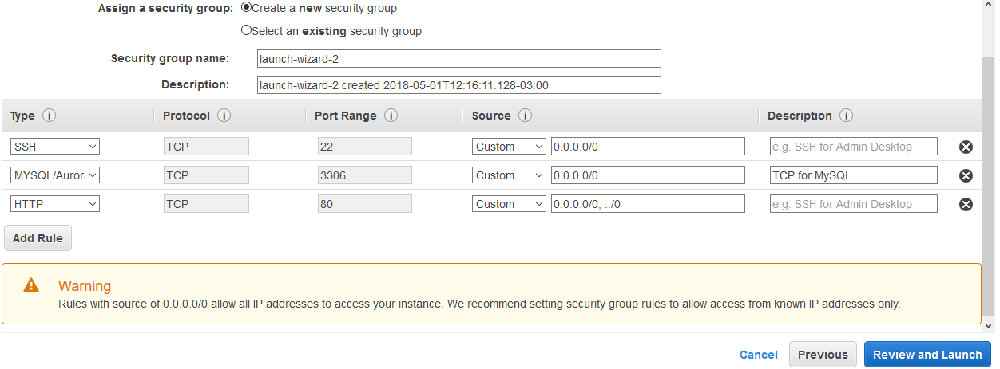 Assign a security group: Create a new security group
Select an existing security group
Security group name: launch-wizard-2
Description: launch-wizard-2 created 2018-05-01T12:16:11.128-03:00
Type i Protocol i Port Range i Source i Description i
SSH TCP 22 Custom 0.0.0.0/0 e.g. SSH for Admin Desktop
MYSQL/Aurora TCP 3306 Custom 0.0.0.0/0 TCP for MySQL
HTTP TCP 80 Custom 0.0.0.0/0, ::/0 e.g. SSH for Admin Desktop
Add Rule
Warning
Rules with source of 0.0.0.0/0 allow all IP addresses to access your instance. We recommend setting security group rules to allow access from known IP addresses only.
Cancel Previous Review and Launch